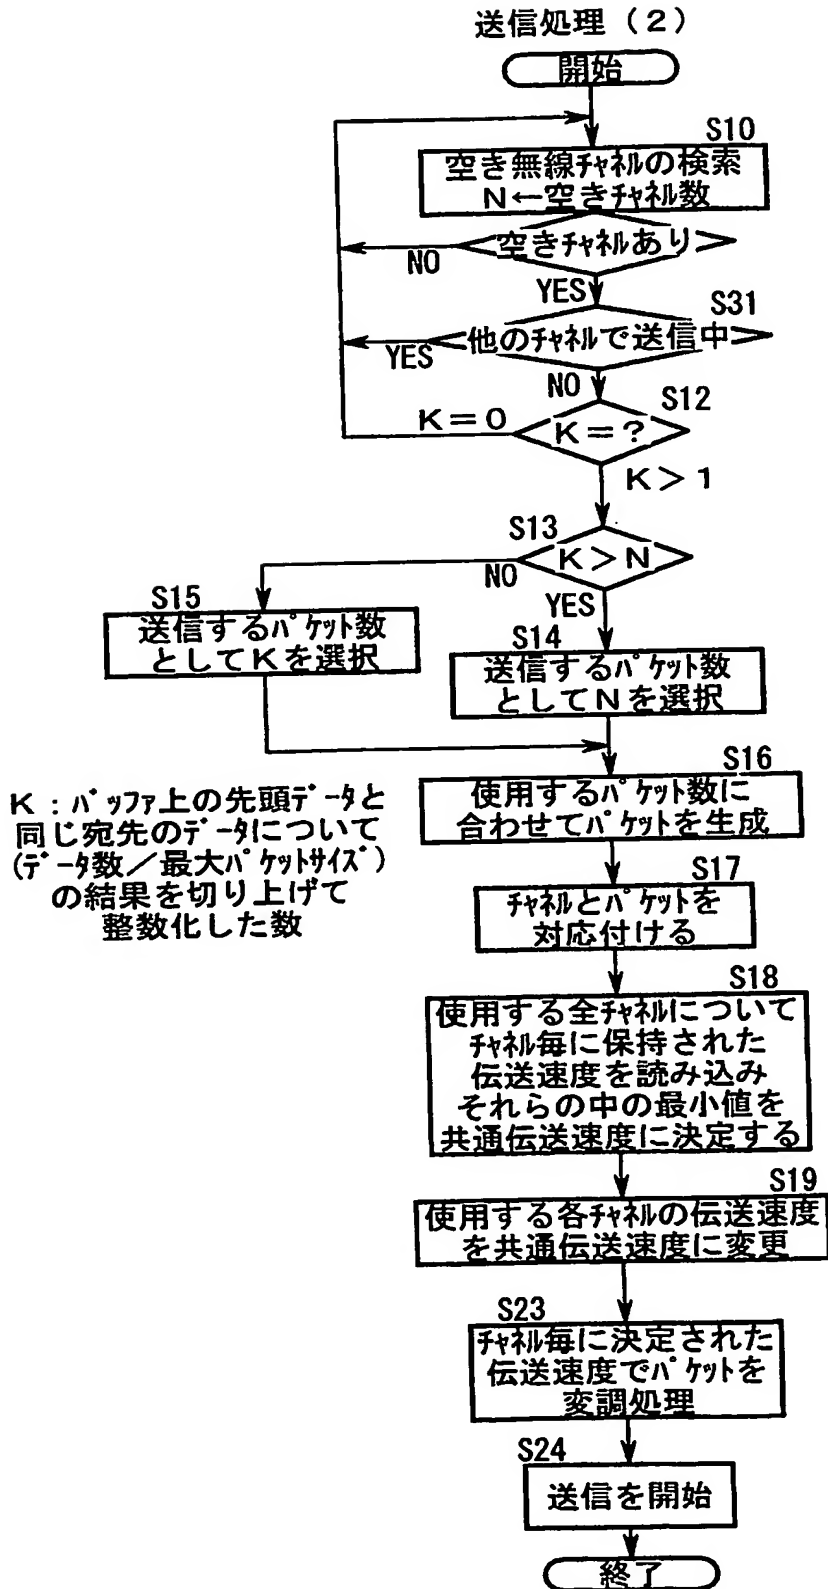 送信処理（2）
開始
S10
空き無線チャネルの検索
N←空きチャネル数
空きチャネルあり
NO
YES
S31
他のチャネルで送信中
YES
NO
S12
K＝0
K＝？
K＞1
S13
K＞N
NO
YES
S15
送信するパケット数
としてKを選択
S14
送信するパケット数
としてNを選択
S16
使用するパケット数に
合わせてパケットを生成
K：バッファ上の先頭データと
同じ宛先のデータについて
(データ数／最大パケットサイズ)
の結果を切り上げて
整数化した数
S17
チャネルとパケットを
対応付ける
S18
使用する全チャネルについて
チャネル毎に保持された
伝送速度を読み込み
それらの中の最小値を
共通伝送速度に決定する
S19
使用する各チャネルの伝送速度
を共通伝送速度に変更
S23
チャネル毎に決定された
伝送速度でパケットを
変調処理
S24
送信を開始
終了